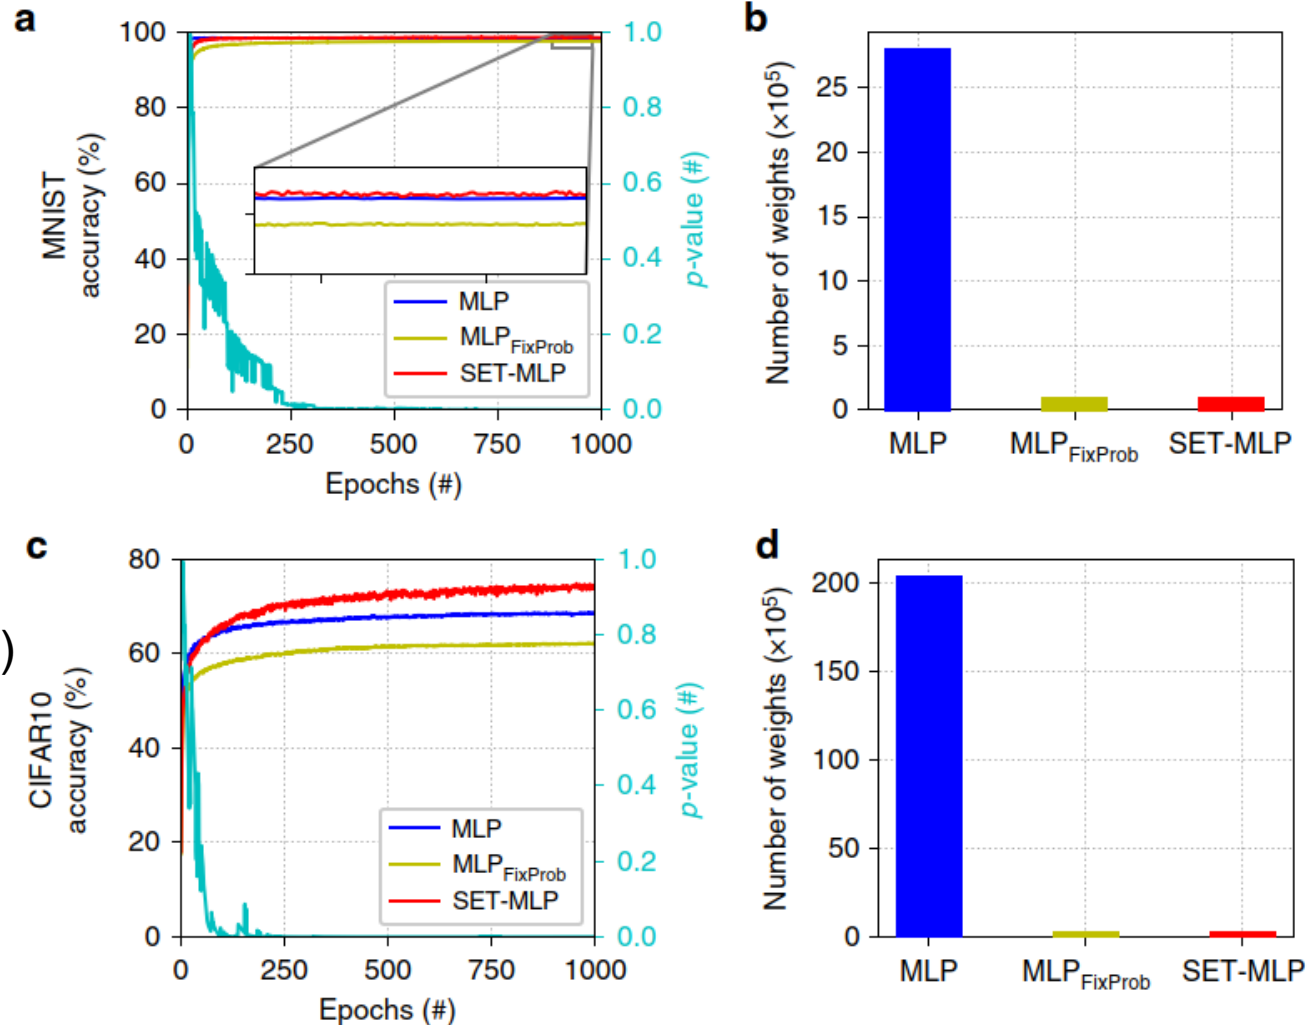 a
100
80
60
40
20
0
MNIST
accuracy (%)
1.0
0.8
0.6
0.4
0.2
0.0
p-value (#)
MLP
MLPFixProb
SET-MLP
0 250 500 750 1000
Epochs (#)
b
25
20
15
10
5
0
Number of weights (×10⁵)
MLP MLPFixProb SET-MLP
)
c
80
60
40
20
0
CIFAR10
accuracy (%)
1.0
0.8
0.6
0.4
0.2
0.0
p-value (#)
MLP
MLPFixProb
SET-MLP
0 250 500 750 1000
Epochs (#)
d
200
150
100
50
0
Number of weights (×10⁵)
MLP MLPFixProb SET-MLP